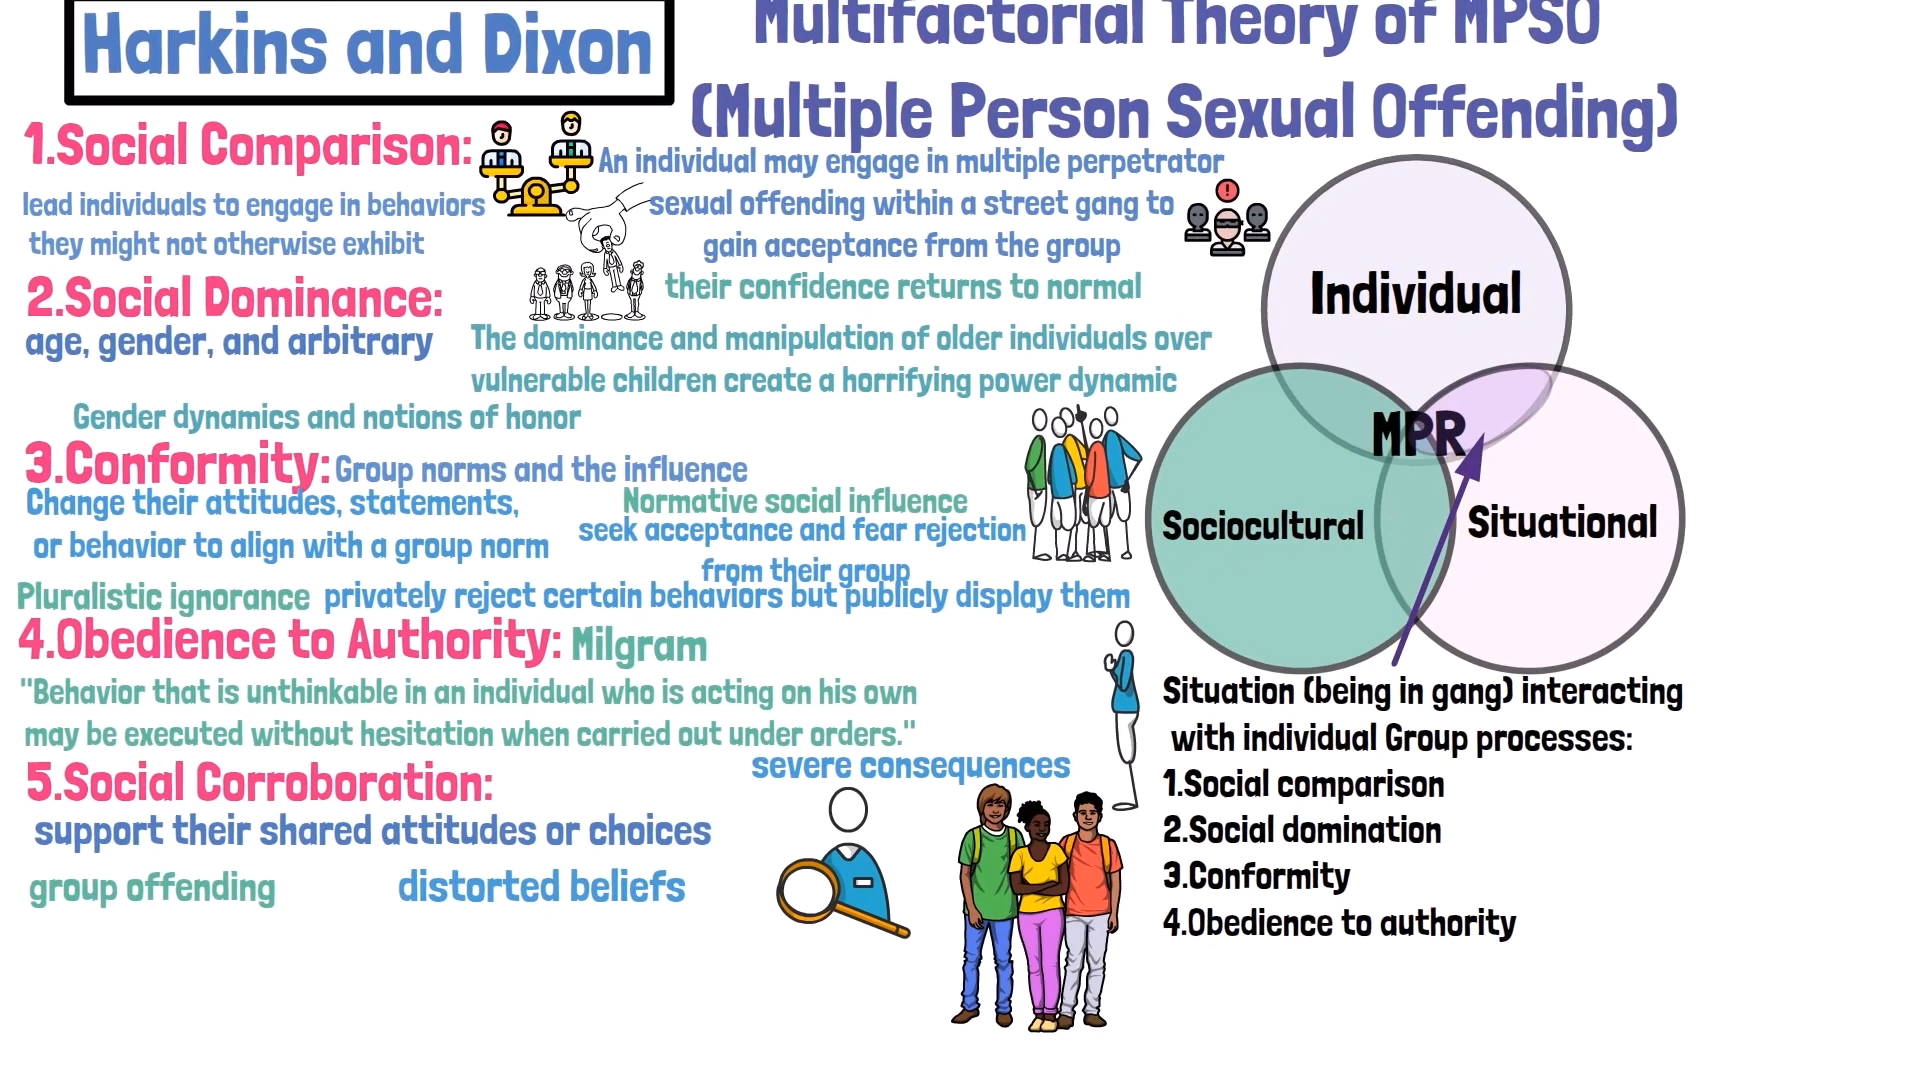 Harkins and Dixon
Multifactorial Theory of MPSO
(Multiple Person Sexual Offending)
1.Social Comparison:
An individual may engage in multiple perpetrator
sexual offending within a street gang to
gain acceptance from the group
lead individuals to engage in behaviors
they might not otherwise exhibit
their confidence returns to normal
2.Social Dominance:
age, gender, and arbitrary
The dominance and manipulation of older individuals over
vulnerable children create a horrifying power dynamic
Gender dynamics and notions of honor
3.Conformity:
Group norms and the influence
Change their attitudes, statements,
or behavior to align with a group norm
Normative social influence
seek acceptance and fear rejection
from their group
Pluralistic ignorance
privately reject certain behaviors but publicly display them
4.Obedience to Authority:
Milgram
"Behavior that is unthinkable in an individual who is acting on his own
may be executed without hesitation when carried out under orders."
severe consequences
5.Social Corroboration:
support their shared attitudes or choices
group offending
distorted beliefs
Individual
MPR
Sociocultural
Situational
Situation (being in gang) interacting
with individual Group processes:
1.Social comparison
2.Social domination
3.Conformity
4.Obedience to authority